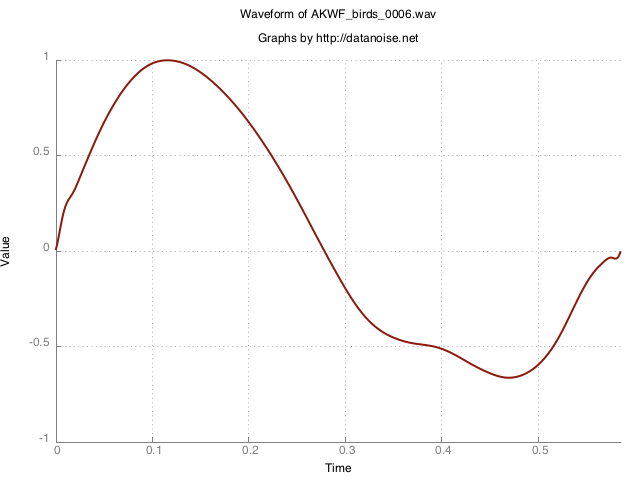 Waveform of AKWF_birds_0006.wav
Graphs by http://datanoise.net
1
0.5
0
-0.5
-1
Value
0 0.1 0.2 0.3 0.4 0.5
Time